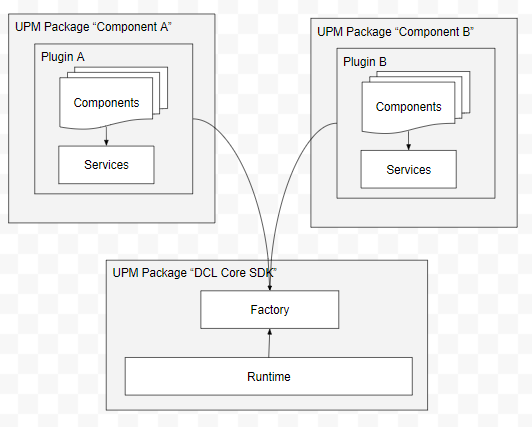 UPM Package “Component A”
Plugin A
Components
Services
UPM Package “Component B”
Plugin B
Components
Services
UPM Package “DCL Core SDK”
Factory
Runtime